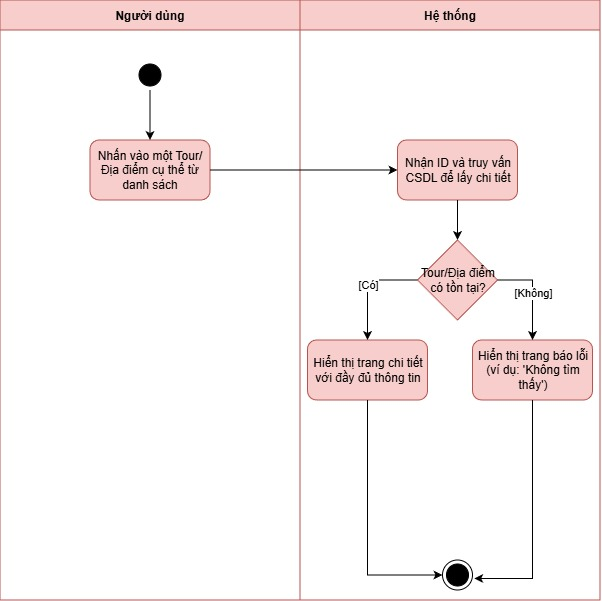 Người dùng
Hệ thống
Nhấn vào một Tour/
Địa điểm cụ thể từ
danh sách
Nhận ID và truy vấn
CSDL để lấy chi tiết
Tour/Địa điểm
có tồn tại?
[Có]
[Không]
Hiển thị trang chi tiết
với đầy đủ thông tin
Hiển thị trang báo lỗi
(ví dụ: 'Không tìm
thấy')